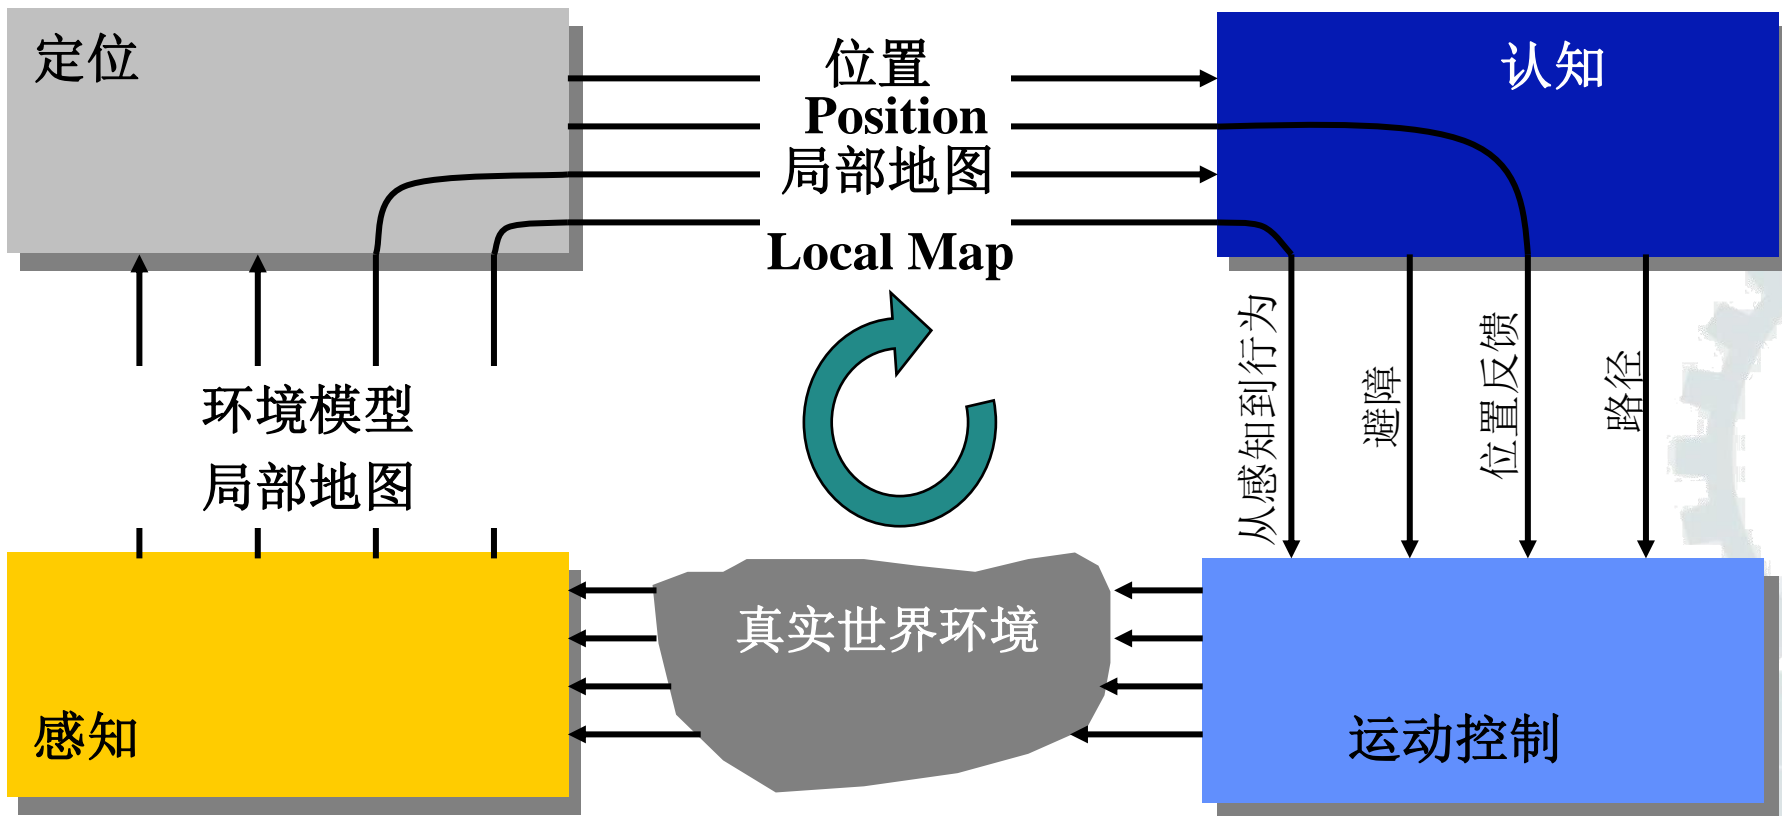 定位
位置
Position
局部地图
Local Map
认知
环境模型
局部地图
从感知到行为
避障
位置反馈
路径
感知
真实世界环境
运动控制